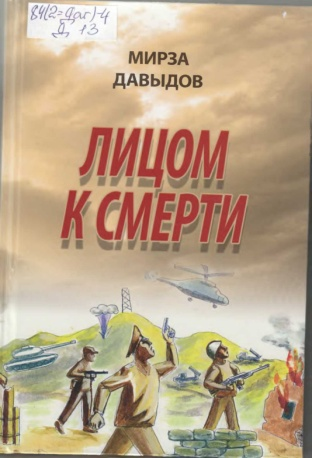 84(2=Даг)-4
Д 13
МИРЗА
ДАВЫДОВ
ЛИЦОМ
К СМЕРТИ